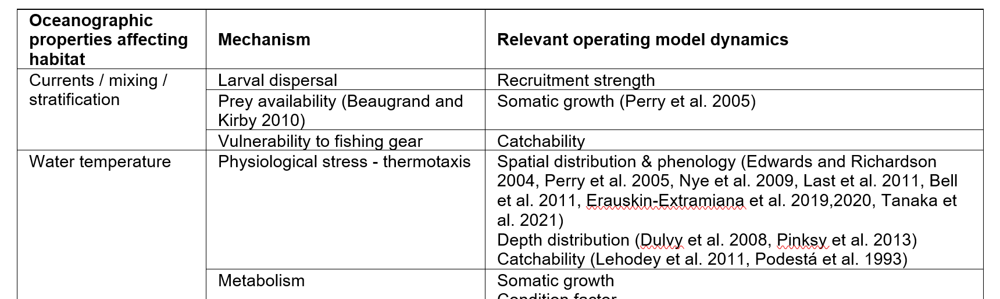 Oceanographic
properties affecting
habitat
Mechanism
Relevant operating model dynamics
Currents / mixing /
stratification
Larval dispersal
Recruitment strength
Prey availability (Beaugrand and
Kirby 2010)
Somatic growth (Perry et al. 2005)
Vulnerability to fishing gear
Catchability
Water temperature
Physiological stress - thermotaxis
Spatial distribution & phenology (Edwards and Richardson
2004, Perry et al. 2005, Nye et al. 2009, Last et al. 2011, Bell
et al. 2011, Erauskin-Extramiana et al. 2019,2020, Tanaka et
al. 2021)
Depth distribution (Dulvy et al. 2008, Pinksy et al. 2013)
Catchability (Lehodey et al. 2011, Podestá et al. 1993)
Metabolism
Somatic growth
Condition factor